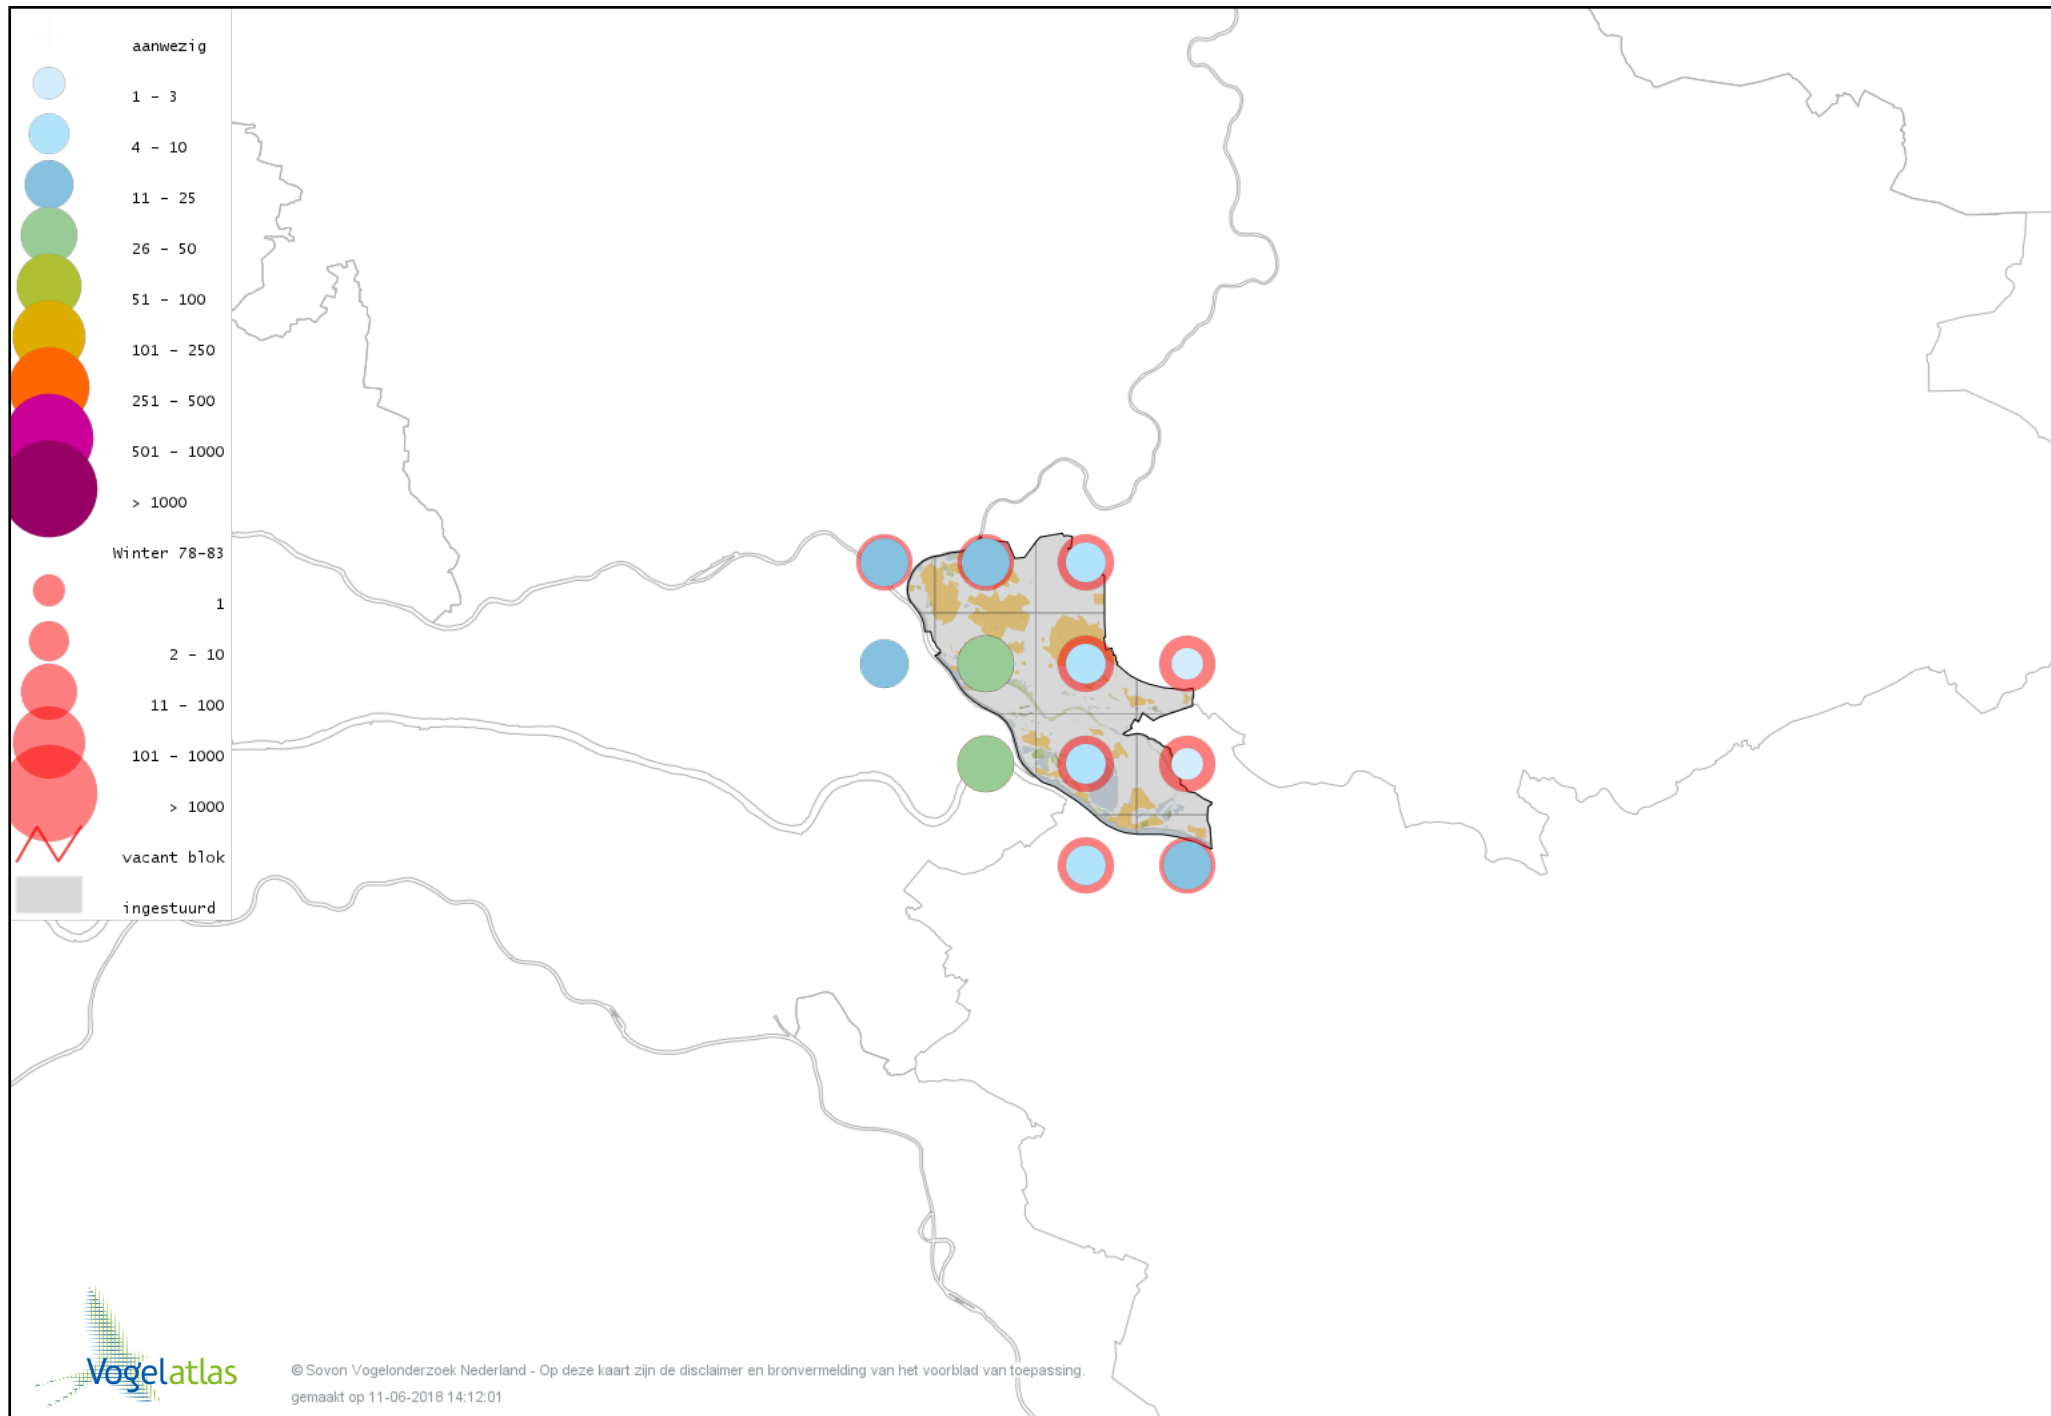 aanwezig
1 - 3
4 - 10
11 - 25
26 - 50
51 - 100
101 - 250
251 - 500
501 - 1000
> 1000
Winter 78-83
1
2 - 10
11 - 100
101 - 1000
> 1000
vacant blok
ingestuurd
Vogelatlas
© Sovon Vogelonderzoek Nederland - Op deze kaart zijn de disclaimer en bronvermelding van het voorblad van toepassing.
gemaakt op 11-06-2018 14:12:01